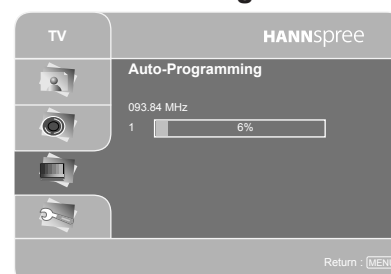 TV
HANNspree
Auto-Programming
093.84 MHz
1 6%
Return : MENU